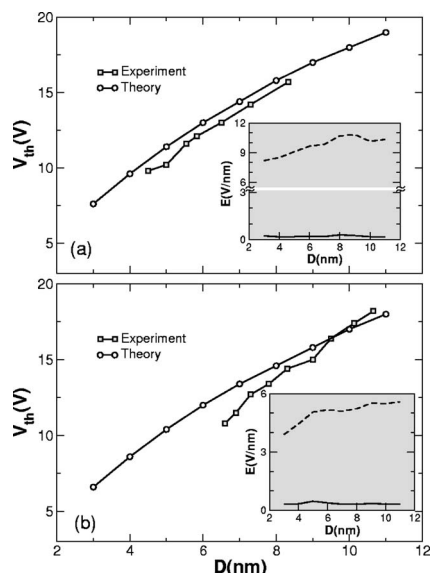 20
Experiment
Theory
15
V_th(V)
10
12
9
6
3
0
E(V/nm)
2 4 6 8 10 12
D(nm)
5
(a)
20
Experiment
Theory
15
V_th(V)
10
6
3
0
E(V/nm)
2 4 6 8 10 12
D(nm)
5
(b)
2 4 6 8 10 12
D(nm)